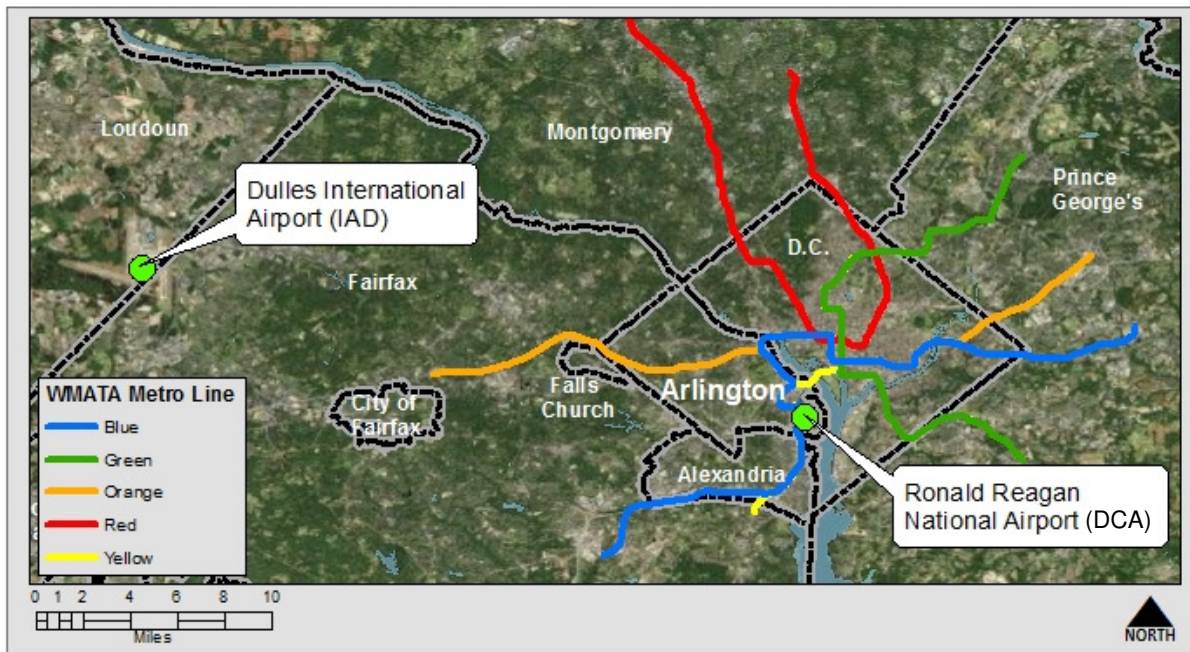 Loudoun
Montgomery
Prince
George's
Dulles International
Airport (IAD)
D.C.
Fairfax
WMATA Metro Line
Blue
Green
Orange
Red
Yellow
City of
Fairfax
Falls
Church
Arlington
Alexandria
Ronald Reagan
National Airport (DCA)
0 1 2 4 6 8 10
Miles
NORTH